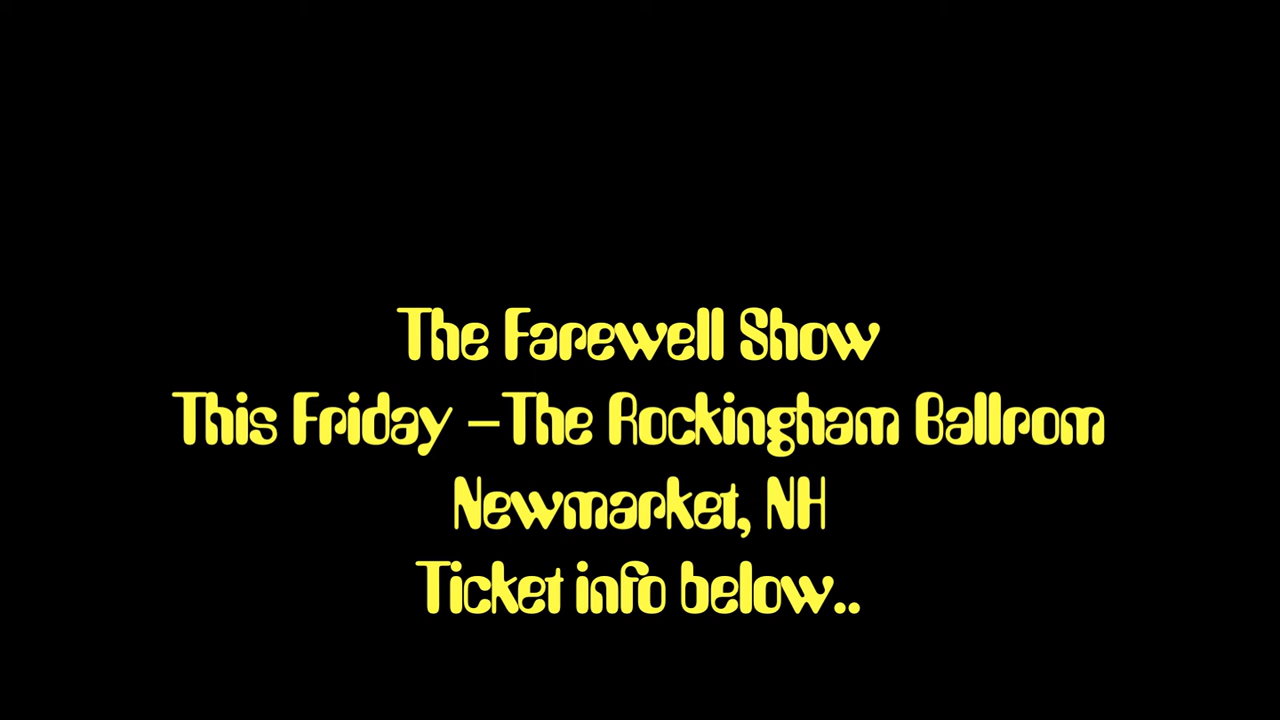 The Farewell Show
This Friday -The Rockingham Ballrom
Newmarket, NH
Ticket info below..